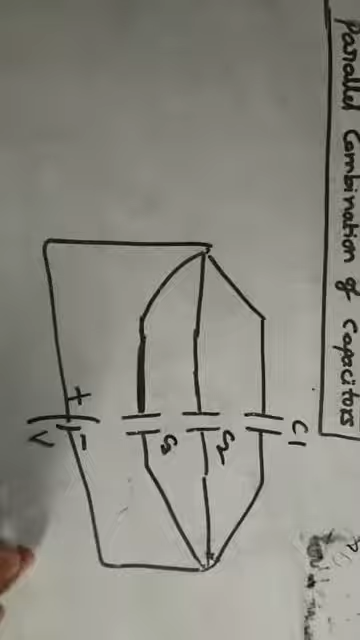 Parallel Combination of Capacitors
C1
C2
C3
+ -
V